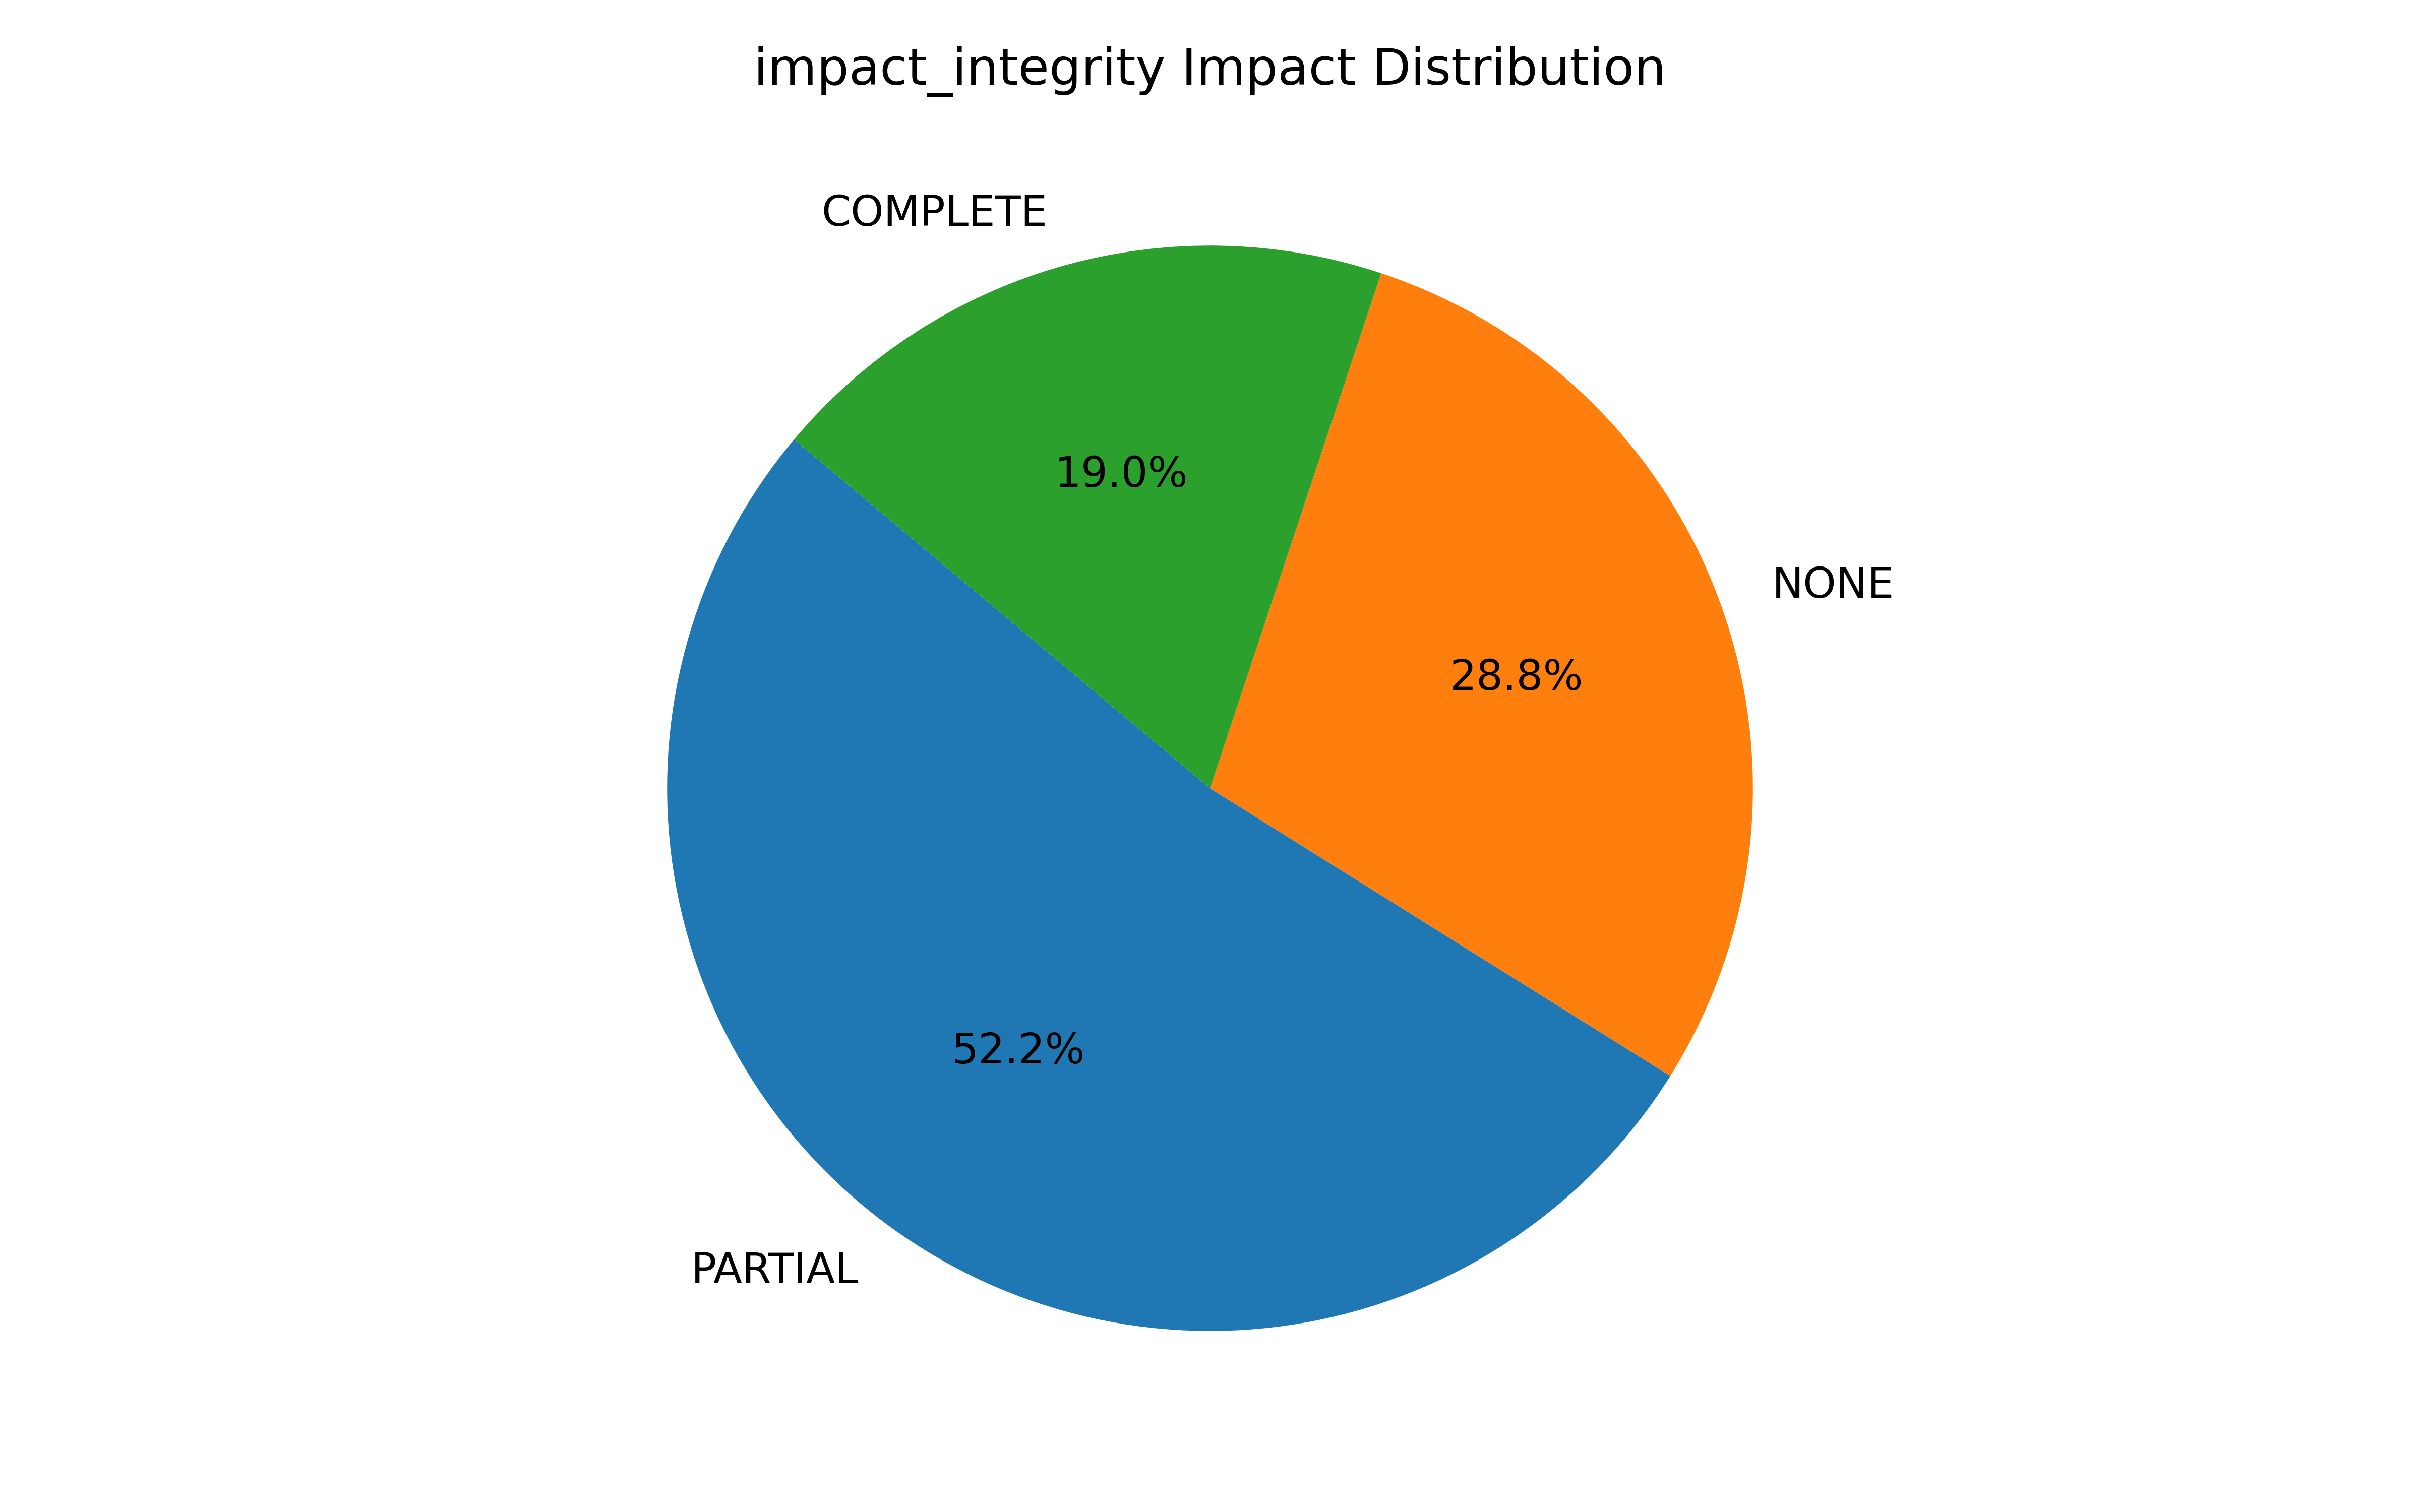 impact_integrity Impact Distribution
COMPLETE
19.0%
NONE
28.8%
52.2%
PARTIAL